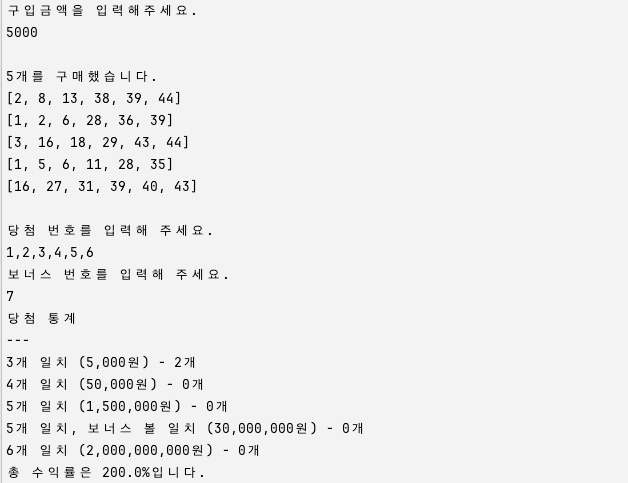 구입금액을 입력해주세요.
5000
5개를 구매했습니다.
[2, 8, 13, 38, 39, 44]
[1, 2, 6, 28, 36, 39]
[3, 16, 18, 29, 43, 44]
[1, 5, 6, 11, 28, 35]
[16, 27, 31, 39, 40, 43]
당첨 번호를 입력해 주세요.
1,2,3,4,5,6
보너스 번호를 입력해 주세요.
7
당첨 통계
---
3개 일치 (5,000원) - 2개
4개 일치 (50,000원) - 0개
5개 일치 (1,500,000원) - 0개
5개 일치, 보너스 볼 일치 (30,000,000원) - 0개
6개 일치 (2,000,000,000원) - 0개
총 수익률은 200.0%입니다.